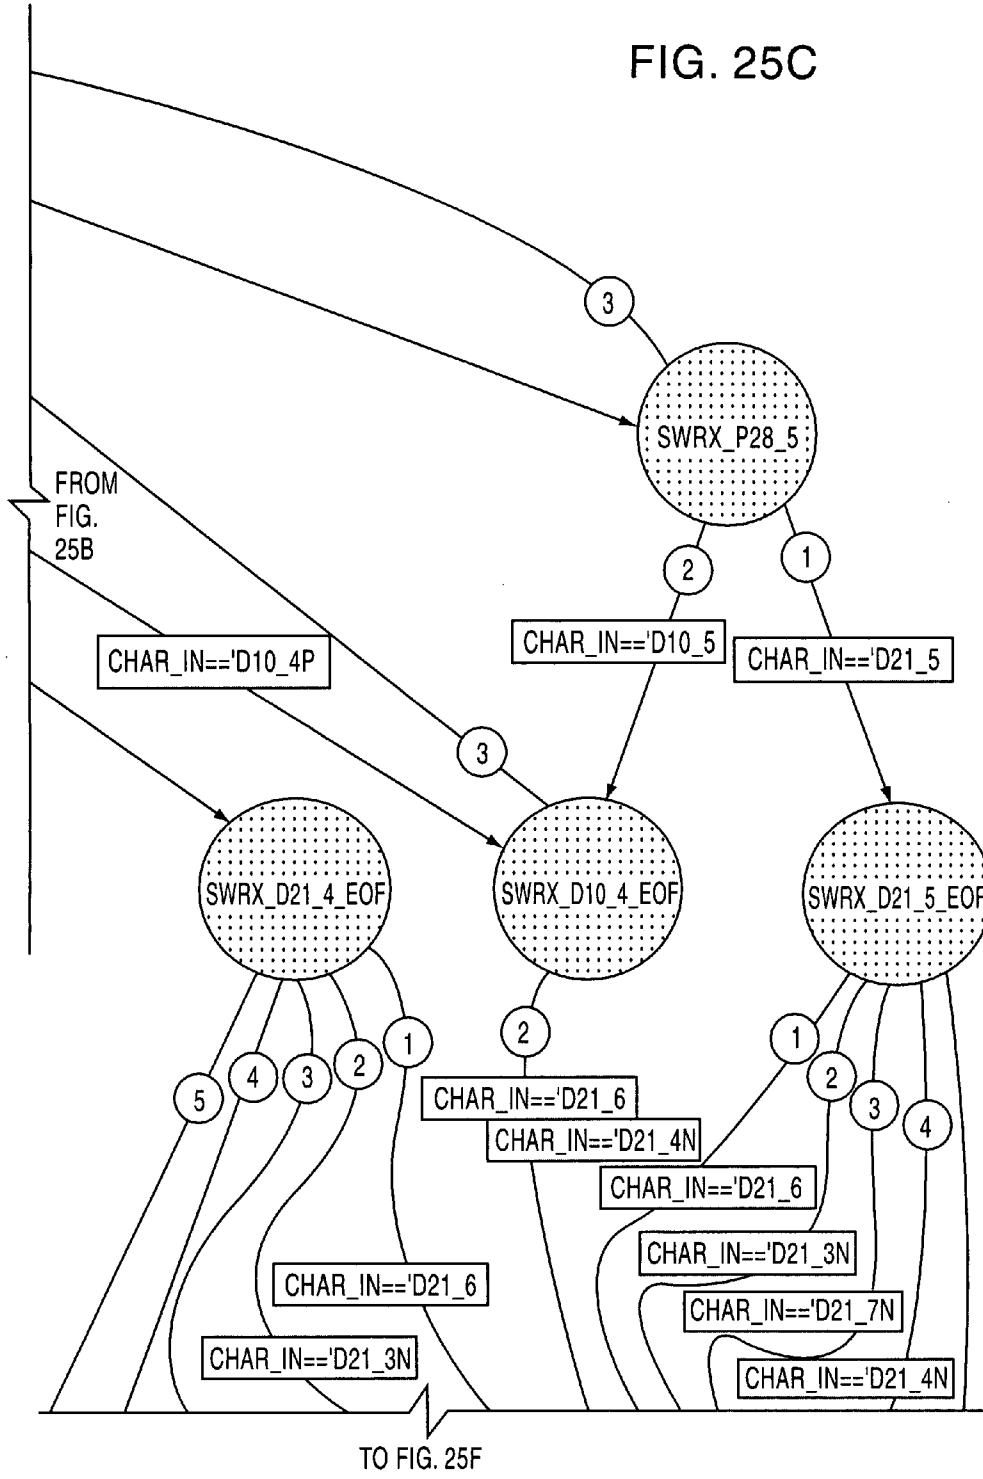 FIG. 25C
3
SWRX_P28_5
FROM
FIG.
25B
2
1
CHAR_IN=='D10_4P
CHAR_IN=='D10_5
CHAR_IN=='D21_5
3
SWRX_D21_4_EOF
SWRX_D10_4_EOF
SWRX_D21_5_EOF
5
4
3
2
1
2
1
2
3
4
CHAR_IN=='D21_6
CHAR_IN=='D21_4N
CHAR_IN=='D21_6
CHAR_IN=='D21_3N
CHAR_IN=='D21_6
CHAR_IN=='D21_7N
CHAR_IN=='D21_3N
CHAR_IN=='D21_4N
TO FIG. 25F